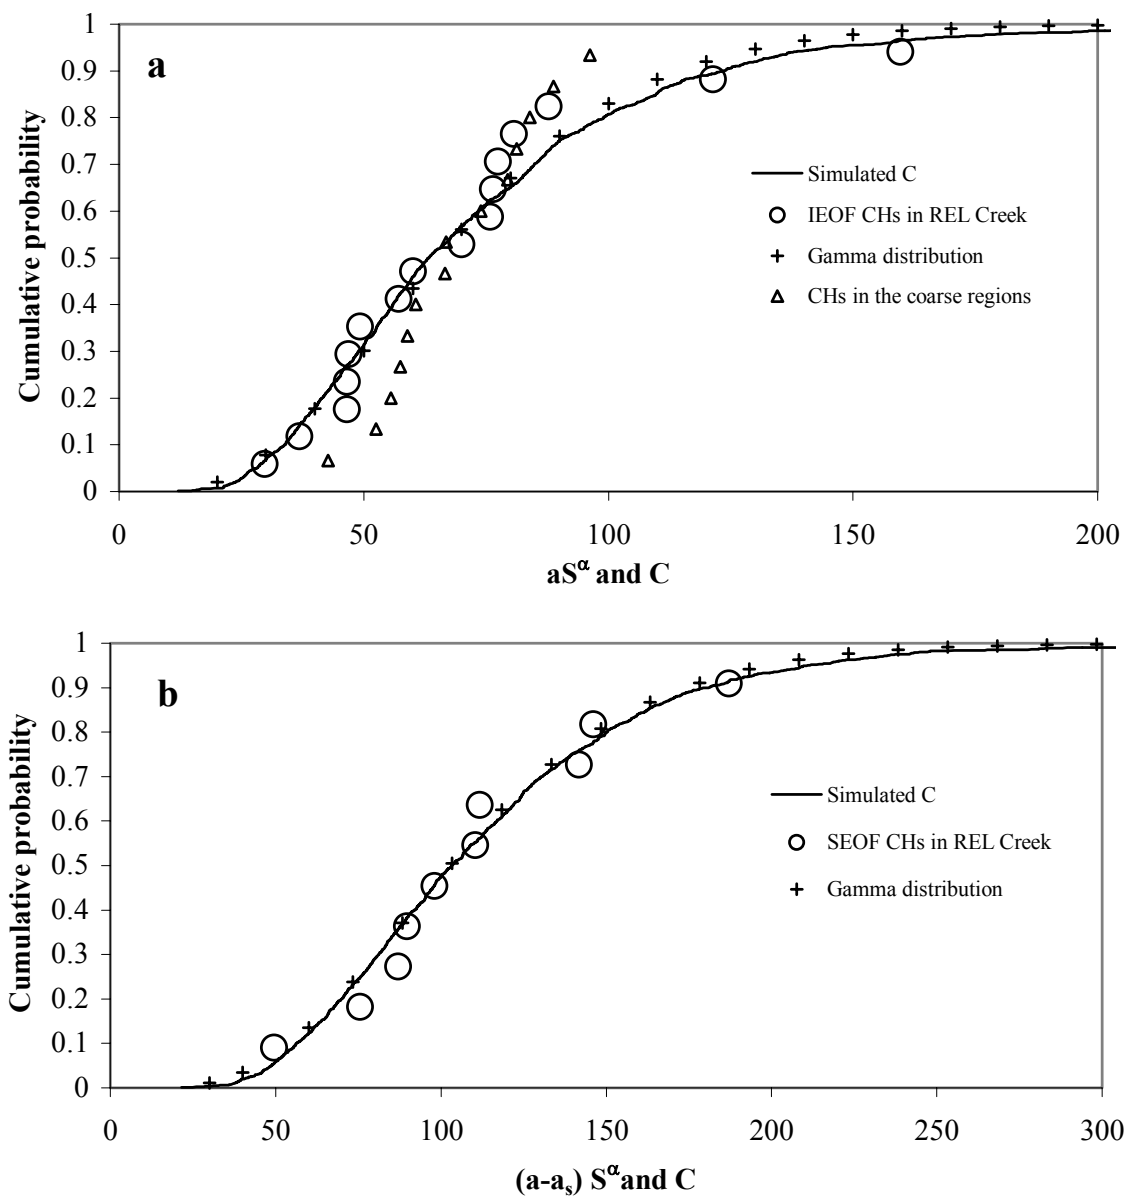 a
1
0.9
0.8
0.7
0.6
0.5
0.4
0.3
0.2
0.1
0
Cumulative probability
Simulated C
IEOF CHs in REL Creek
Gamma distribution
CHs in the coarse regions
0 50 100 150 200
aS^α and C
b
1
0.9
0.8
0.7
0.6
0.5
0.4
0.3
0.2
0.1
0
Cumulative probability
Simulated C
SEOF CHs in REL Creek
Gamma distribution
0 50 100 150 200 250 300
(a-a_s) S^α and C